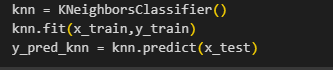 knn = KNeighborsClassifier()
knn.fit(x_train,y_train)
y_pred_knn = knn.predict(x_test)